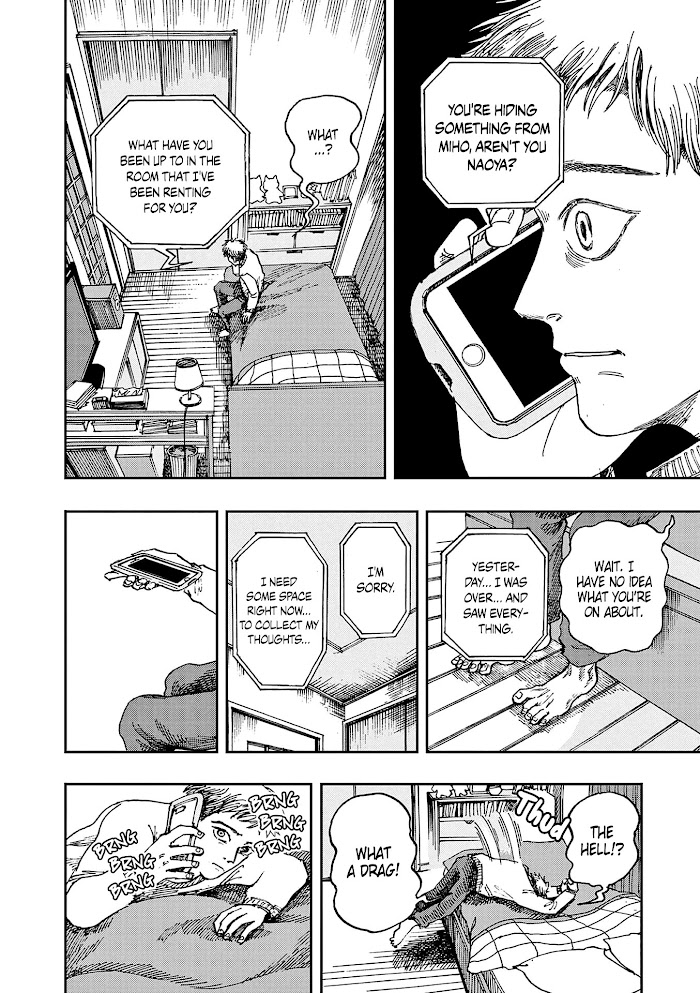 YOU'RE HIDING
SOMETHING FROM
MIHO, AREN'T YOU
NAOYA?
WHAT
...?
WHAT HAVE YOU
BEEN UP TO IN THE
ROOM THAT I'VE
BEEN RENTING
FOR YOU?
WAIT. I
HAVE NO IDEA
WHAT YOU'RE
ON ABOUT.
YESTER-
DAY... I WAS
OVER... AND
SAW EVERY-
THING.
I'M
SORRY.
I NEED
SOME SPACE
RIGHT NOW...
TO COLLECT MY
THOUGHTS...
Thud
THE
HELL!?
WHAT
A DRAG!
BRNG
BRNG
BRNG
BRNG
BRNG
BRNG